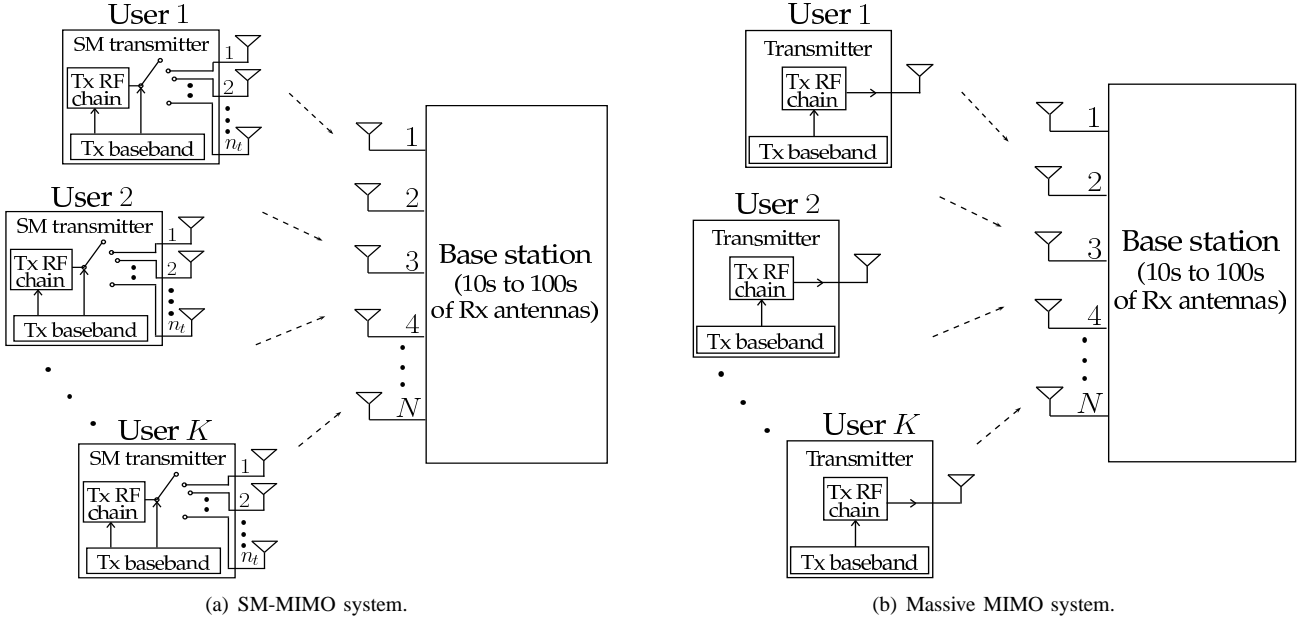 User 1
SM transmitter
Tx RF
chain
Tx baseband
1
2
n_t
User 2
SM transmitter
Tx RF
chain
Tx baseband
1
2
n_t
User K
SM transmitter
Tx RF
chain
Tx baseband
1
2
n_t
1
2
3
4
N
Base station
(10s to 100s
of Rx antennas)
(a) SM-MIMO system.
User 1
Transmitter
Tx RF
chain
Tx baseband
User 2
Transmitter
Tx RF
chain
Tx baseband
User K
Transmitter
Tx RF
chain
Tx baseband
1
2
3
4
N
Base station
(10s to 100s
of Rx antennas)
(b) Massive MIMO system.